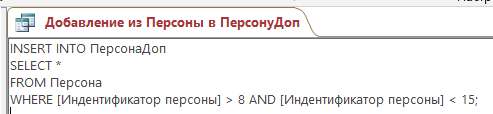 Добавление из Персоны в ПерсонуДоп
INSERT INTO ПерсонаДоп
SELECT *
FROM Персона
WHERE [Индентификатор персоны] > 8 AND [Индентификатор персоны] < 15;